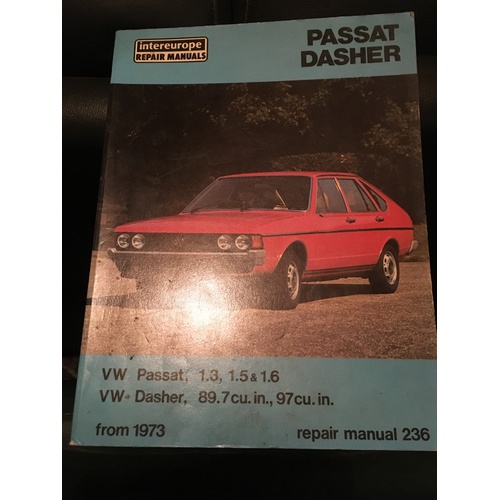 intereurope
REPAIR MANUALS
PASSAT
DASHER
VW Passat, 1.3, 1.5 & 1.6
VW Dasher, 89.7cu.in., 97cu.in.
from 1973
repair manual 236